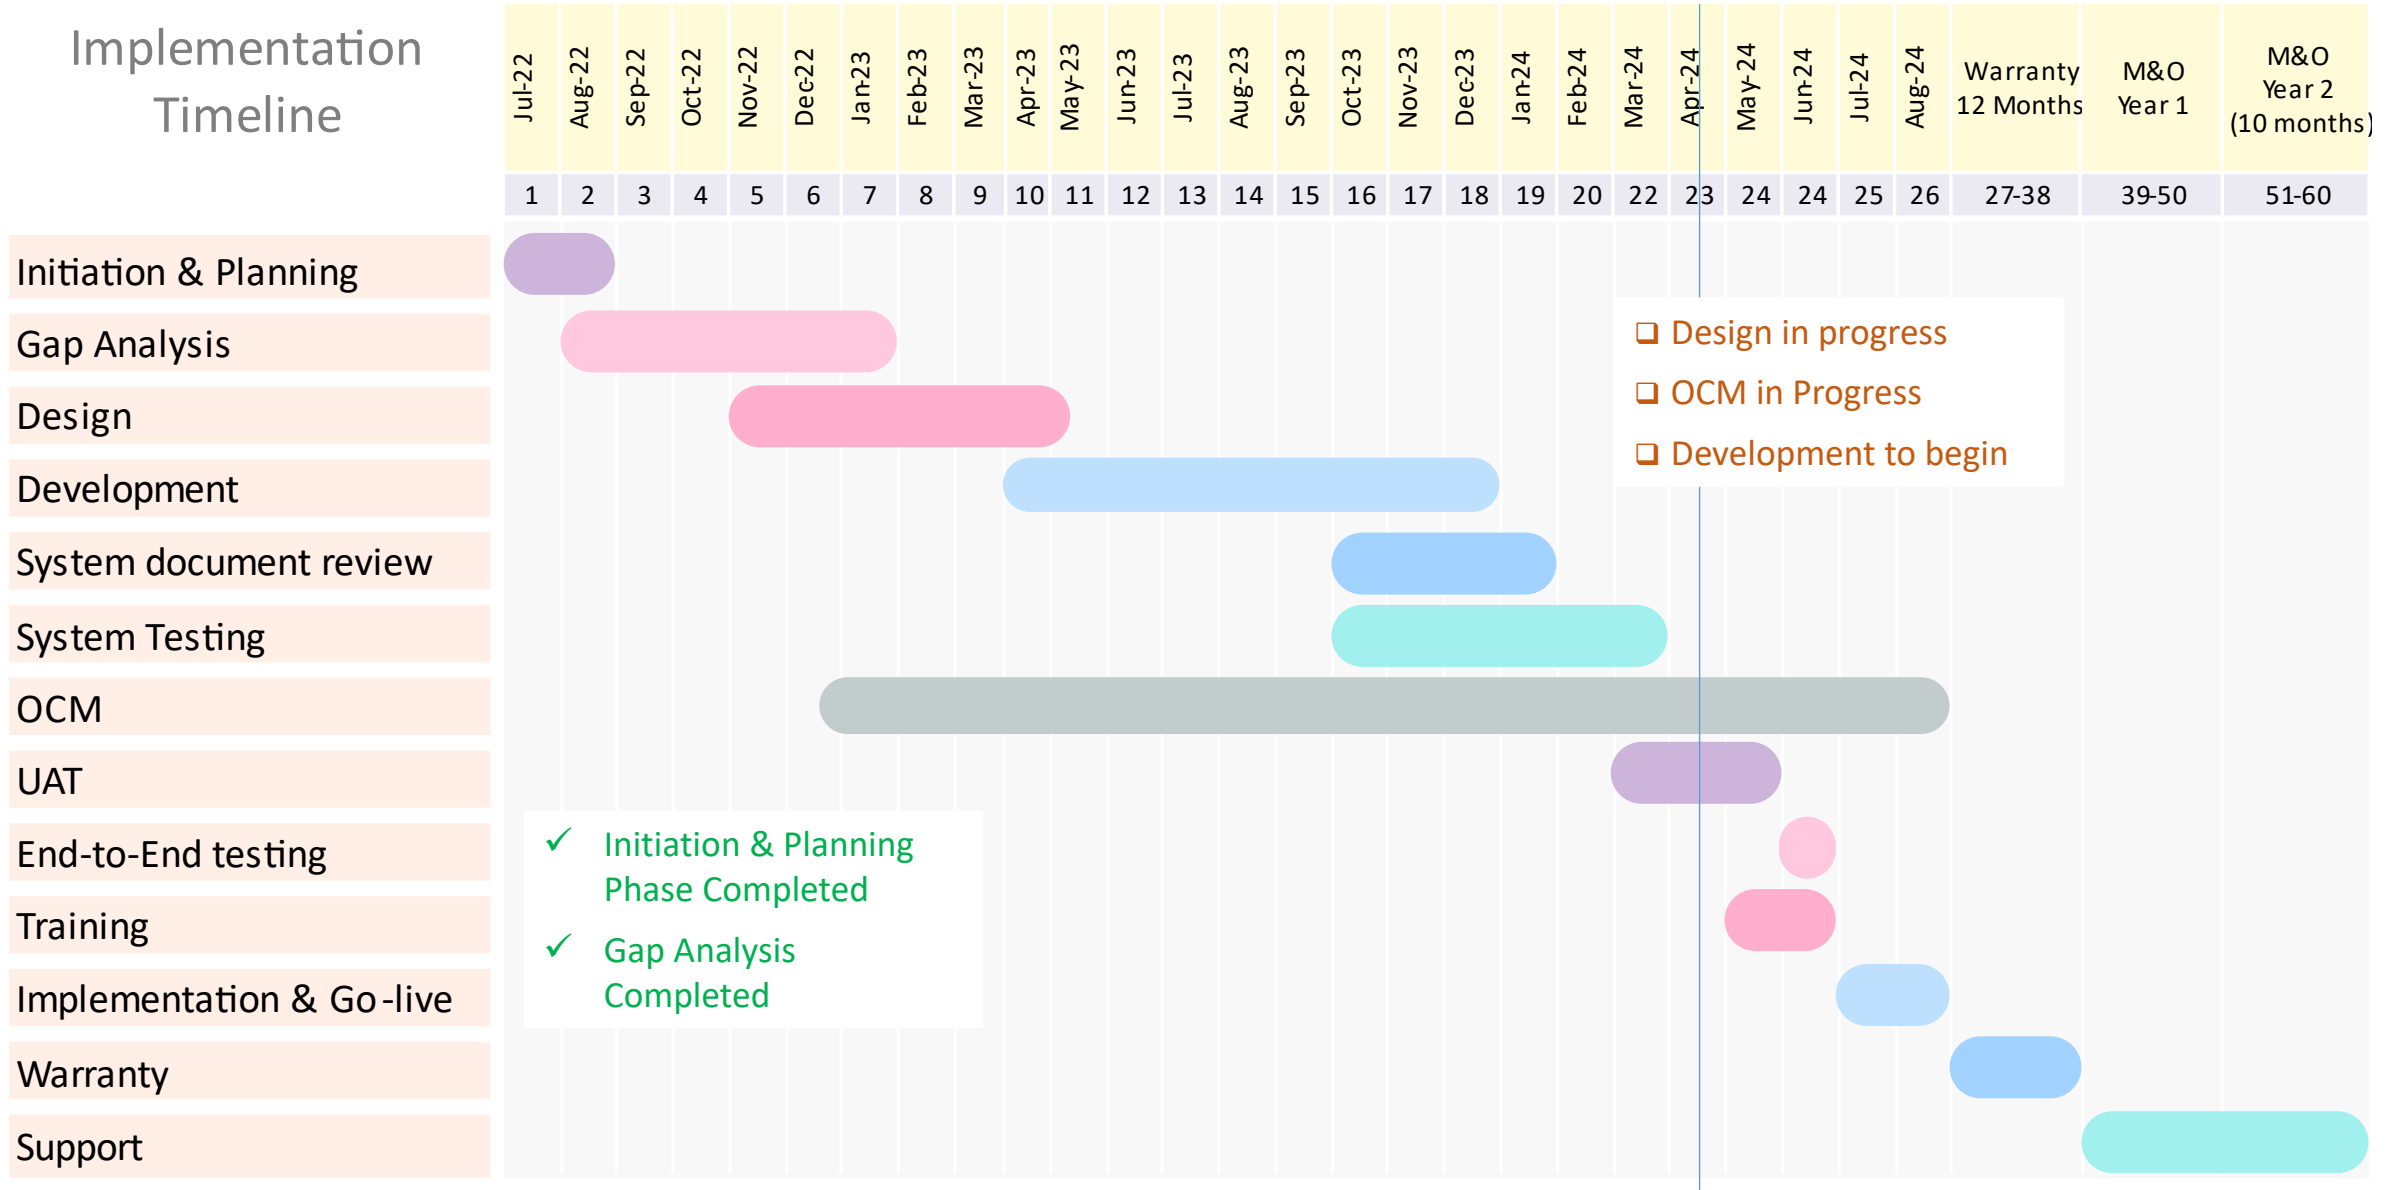 Implementation
Timeline
Jul-22
Aug-22
Sep-22
Oct-22
Nov-22
Dec-22
Jan-23
Feb-23
Mar-23
Apr-23
May-23
Jun-23
Jul-23
Aug-23
Sep-23
Oct-23
Nov-23
Dec-23
Jan-24
Feb-24
Mar-24
Apr-24
May-24
Jun-24
Jul-24
Aug-24
Warranty
12 Months
M&O
Year 1
M&O
Year 2
(10 months)
1 2 3 4 5 6 7 8 9 10 11 12 13 14 15 16 17 18 19 20 22 23 24 24 25 26 27-38 39-50 51-60
Initiation & Planning
Gap Analysis
Design
Development
System document review
System Testing
OCM
UAT
End-to-End testing
Training
Implementation & Go-live
Warranty
Support
❑ Design in progress
❑ OCM in Progress
❑ Development to begin
✓ Initiation & Planning
Phase Completed
✓ Gap Analysis
Completed